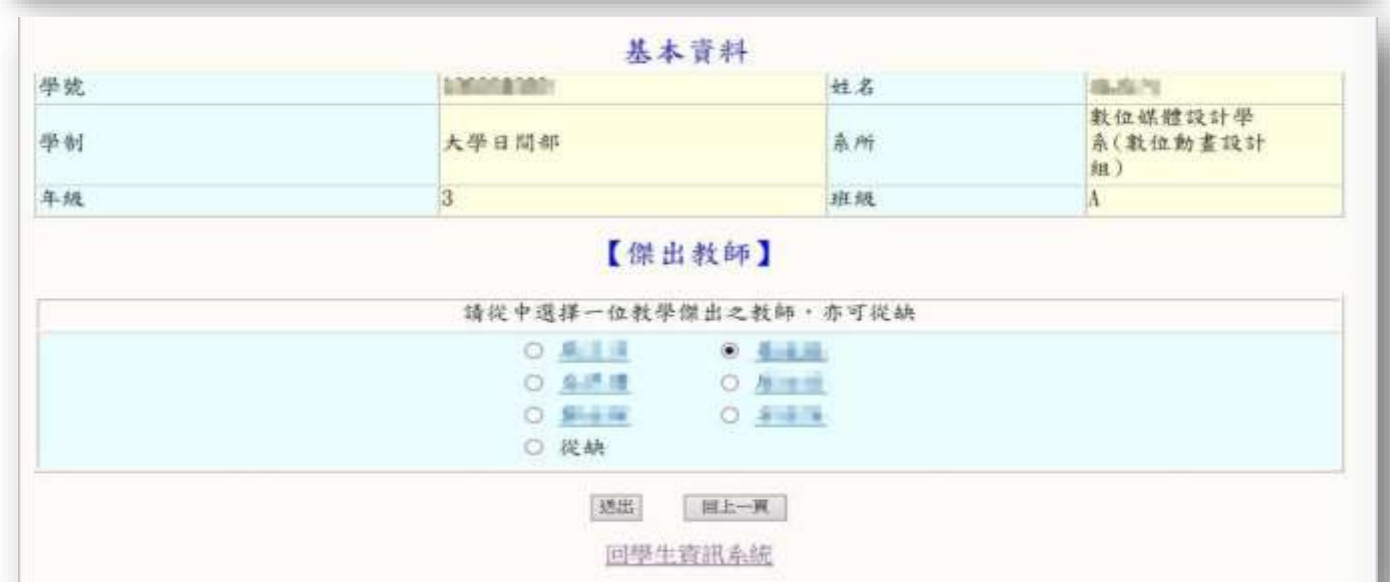 基本資料
學號 姓名
學制 大學日間部 系所 數位媒體設計學
系(數位動畫設計
組)
年級 3 班級 A
【傑出教師】
請從中選擇一位教學傑出之教師，亦可從缺
從缺
送出 回上一頁
回學生資訊系統